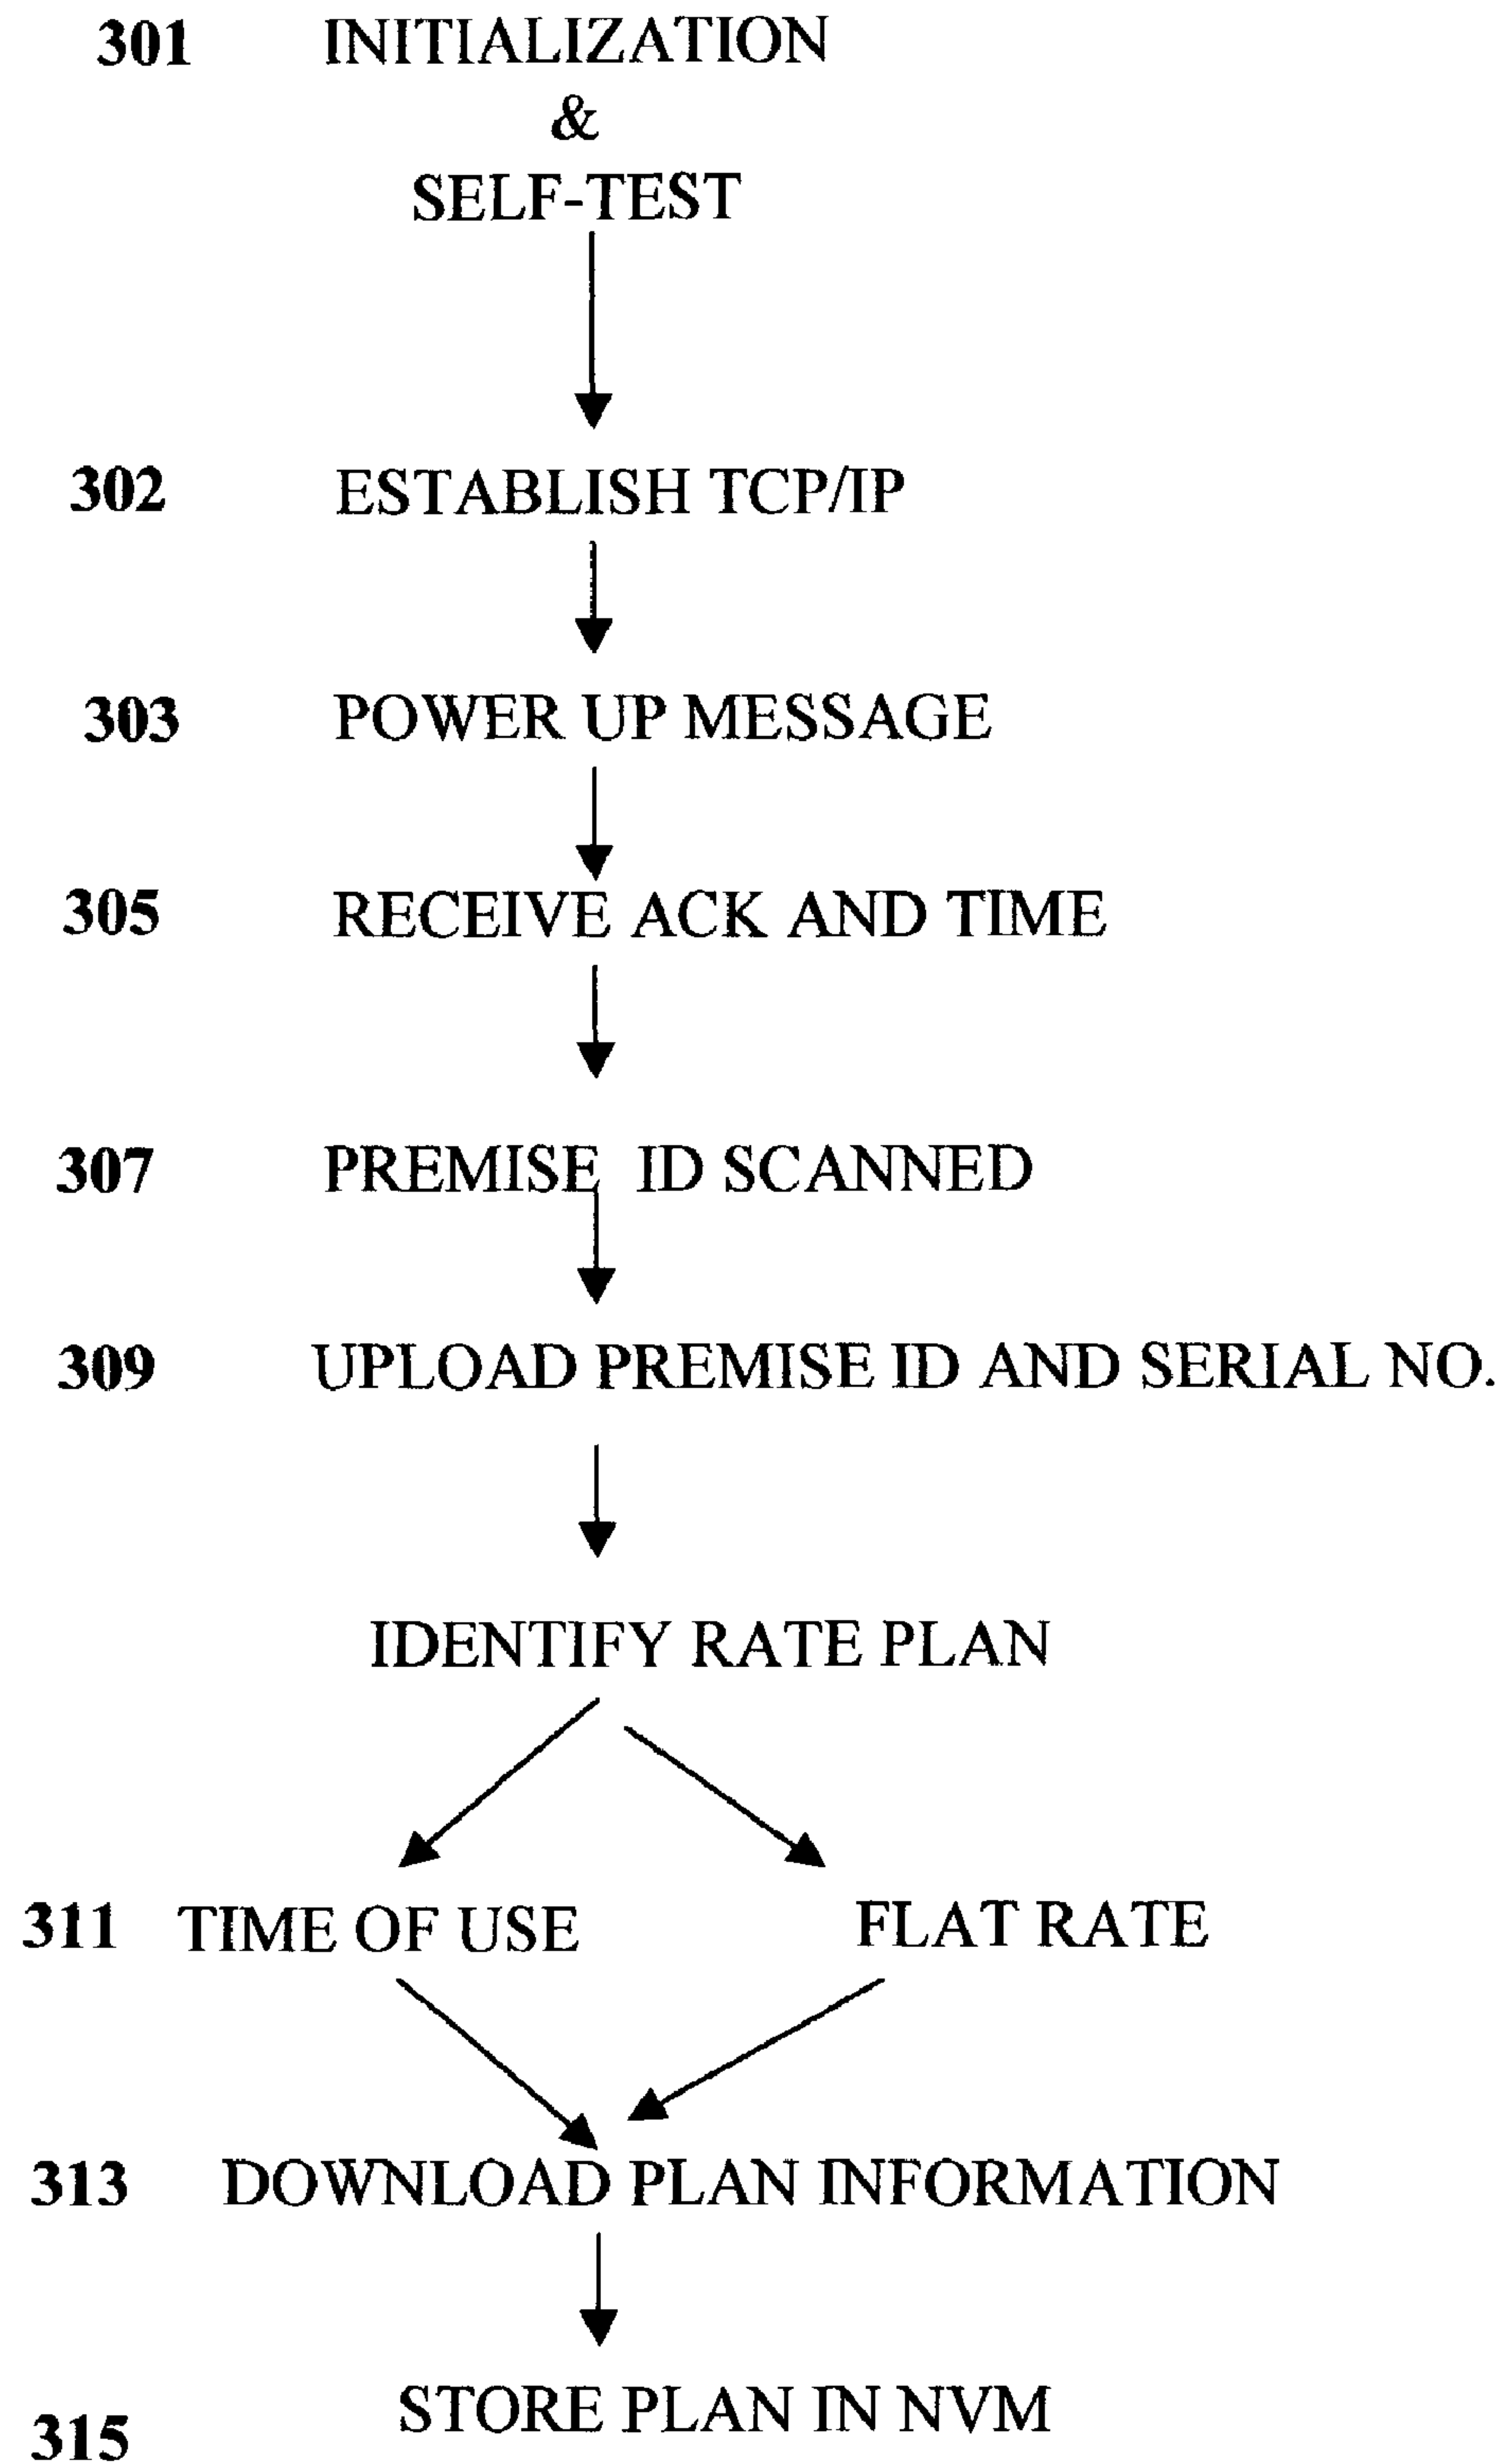 301 INITIALIZATION
&
SELF-TEST
302 ESTABLISH TCP/IP
303 POWER UP MESSAGE
305 RECEIVE ACK AND TIME
307 PREMISE ID SCANNED
309 UPLOAD PREMISE ID AND SERIAL NO.
IDENTIFY RATE PLAN
311 TIME OF USE FLAT RATE
313 DOWNLOAD PLAN INFORMATION
315 STORE PLAN IN NVM